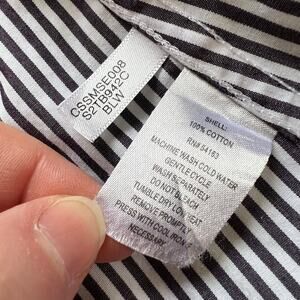 CSSMSE008
S2TB942C
BLW
SHELL:
100% COTTON
RN# 54163
MACHINE WASH COLD WATER
GENTLE CYCLE
WASH SEPARATELY
DO NOT BLEACH
TUMBLE DRY LOW HEAT
REMOVE PROMPTLY
PRESS WITH COOL IRON
NECESSARY